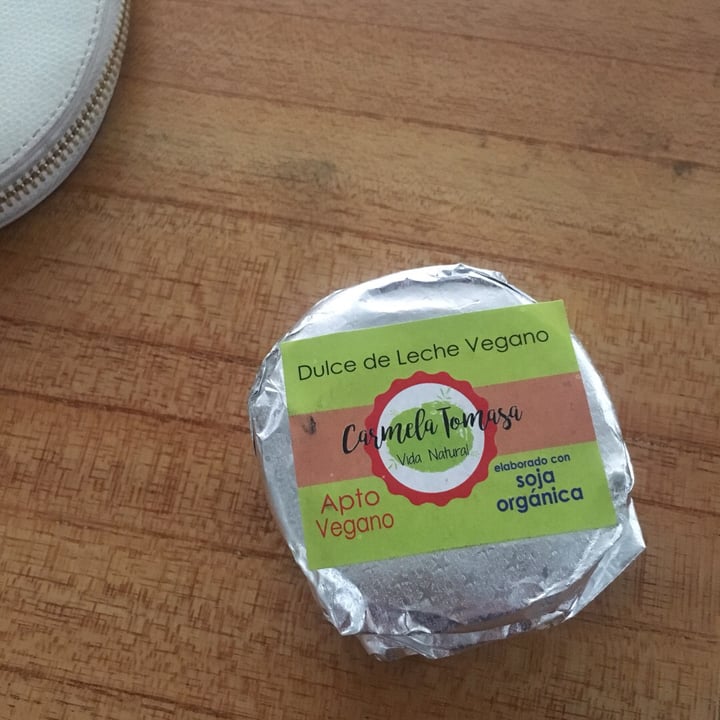 Dulce de Leche Vegano
Carmela Tomasa
Vida Natural
Apto
Vegano
elaborado con
soja
orgánica